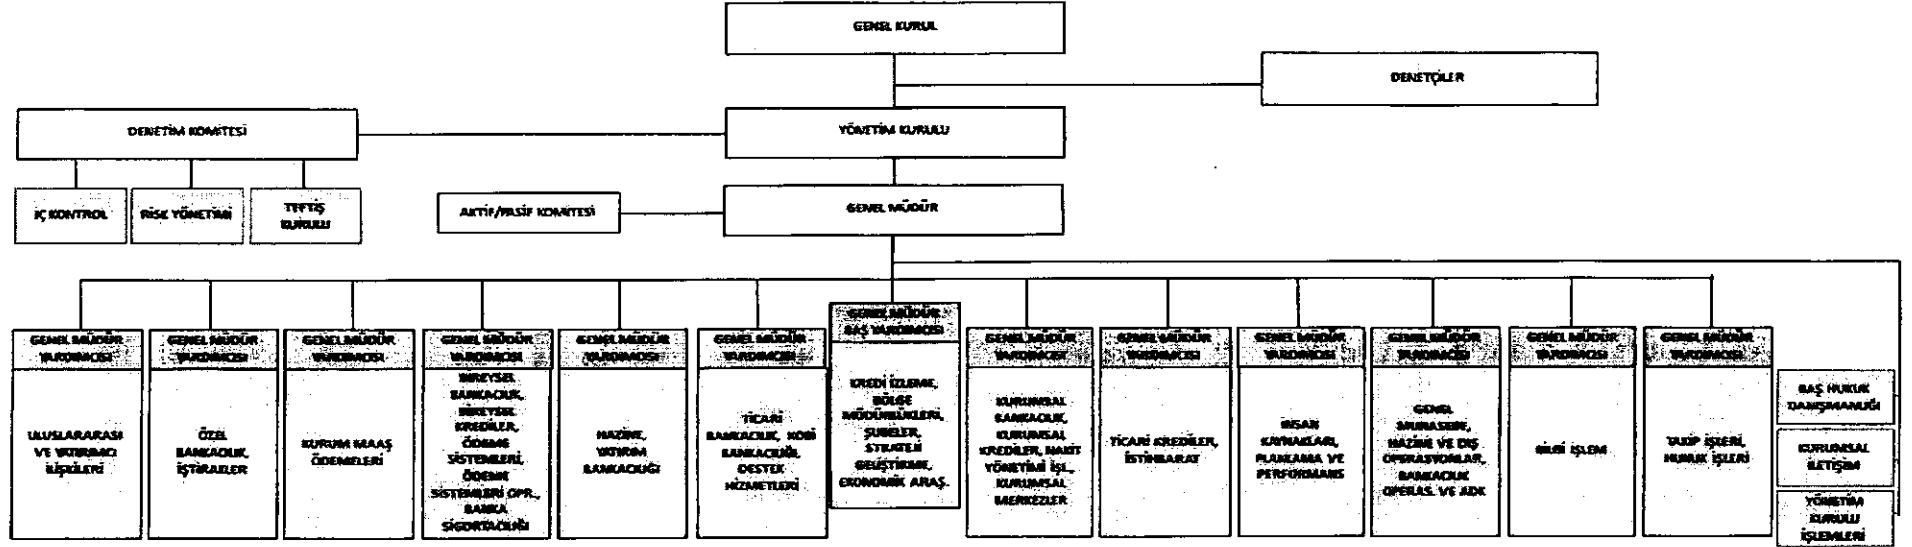 GENEL KURUL
DENETÇİLER
DENETİM KOMİTESİ
YÖNETİM KURULU
İÇ KONTROL
RİSK YÖNETİMİ
TEFTİŞ
KURULU
AKTİF/PASİF KOMİTESİ
GENEL MÜDÜR
GENEL MÜDÜR
YARDIMCISI
ULUSLARARASI
VE YATIRIMCI
İLİŞKİLERİ
GENEL MÜDÜR
YARDIMCISI
ÖZEL
BANKACILIK,
İŞTİRAKLER
GENEL MÜDÜR
YARDIMCISI
KURUM MAAŞ
ÖDEMELERİ
GENEL MÜDÜR
YARDIMCISI
BİREYSEL
BANKACILIK,
BİREYSEL
KREDİLER,
ÖDEME
SİSTEMLERİ,
ÖDEME
SİSTEMLERİ OPR.,
BANKA
SİGORTACILIĞI
GENEL MÜDÜR
YARDIMCISI
HAZİNE,
YATIRIM
BANKACILIĞI
GENEL MÜDÜR
YARDIMCISI
TİCARİ
BANKACILIK, KOBİ
BANKACILIĞI,
DESTEK
HİZMETLERİ
GENEL MÜDÜR
BAŞ YARDIMCISI
KREDİ İZLEME,
BÖLGE
MÜDÜRLÜKLERİ,
ŞUBELER,
STRATEJİ
GELİŞTİRME,
EKONOMİK ARAŞ.
GENEL MÜDÜR
YARDIMCISI
KURUMSAL
BANKACILIK,
KURUMSAL
KREDİLER, NAKİT
YÖNETİMİ İŞL.,
KURUMSAL
MERKEZLER
GENEL MÜDÜR
YARDIMCISI
TİCARİ KREDİLER,
İSTİHBARAT
GENEL MÜDÜR
YARDIMCISI
İNSAN
KAYNAKLARI,
PLANLAMA VE
PERFORMANS
GENEL MÜDÜR
YARDIMCISI
GENEL
MUHASEBE,
HAZİNE VE DIŞ
OPERASYONLAR,
BANKACILIK
OPERAS. VE ADK
GENEL MÜDÜR
YARDIMCISI
BİLGİ İŞLEM
GENEL MÜDÜR
YARDIMCISI
TAKİP İŞLERİ,
HUKUK İŞLERİ
BAŞ HUKUK
DANIŞMANLIĞI
KURUMSAL
İLETİŞİM
YÖNETİM
KURULU
İŞLEMLERİ